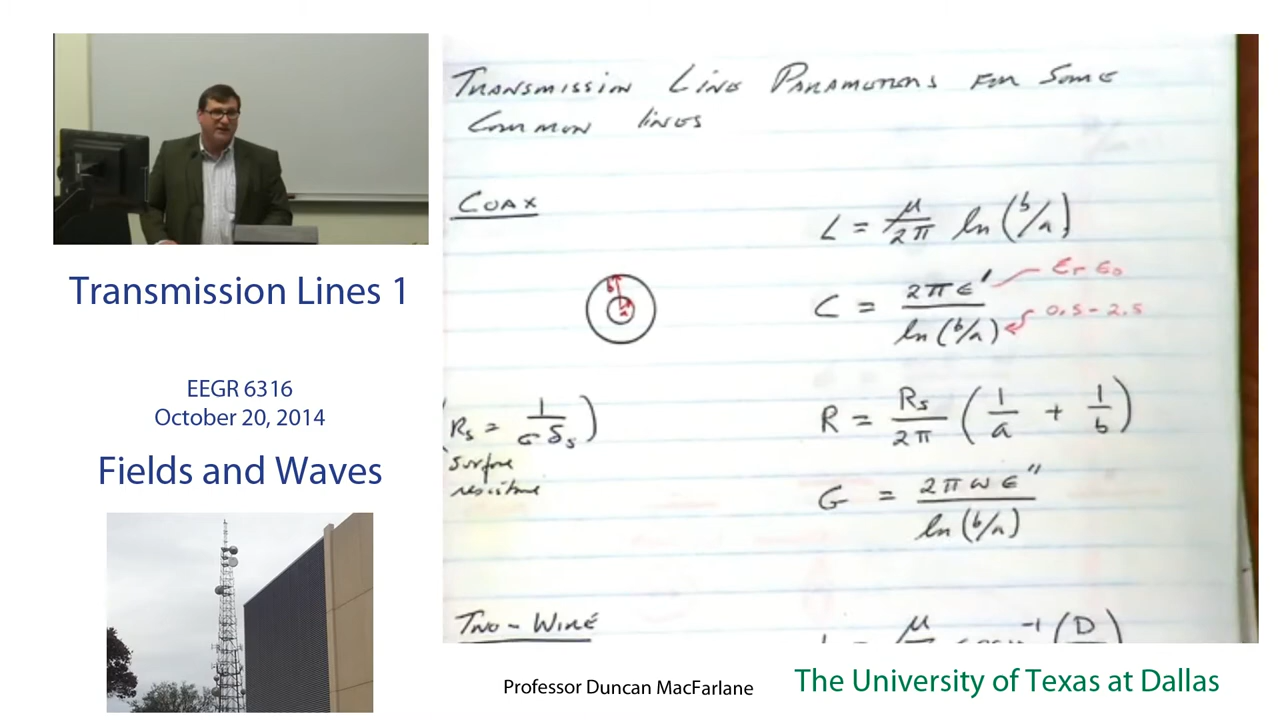 Transmission Lines 1
EEGR 6316
October 20, 2014
Fields and Waves
TRANSMISSION LINE PARAMETERS FOR SOME
COMMON LINES
COAX
b
a
L = μ/2π ln(b/a)
C = 2πε′/ln(b/a)
εr ε0
0.5 - 2.5
(Rs = 1/σδs)
surface
resistance
R = Rs/2π (1/a + 1/b)
G = 2πωε″/ln(b/a)
TWO-WIRE
Professor Duncan MacFarlane
The University of Texas at Dallas